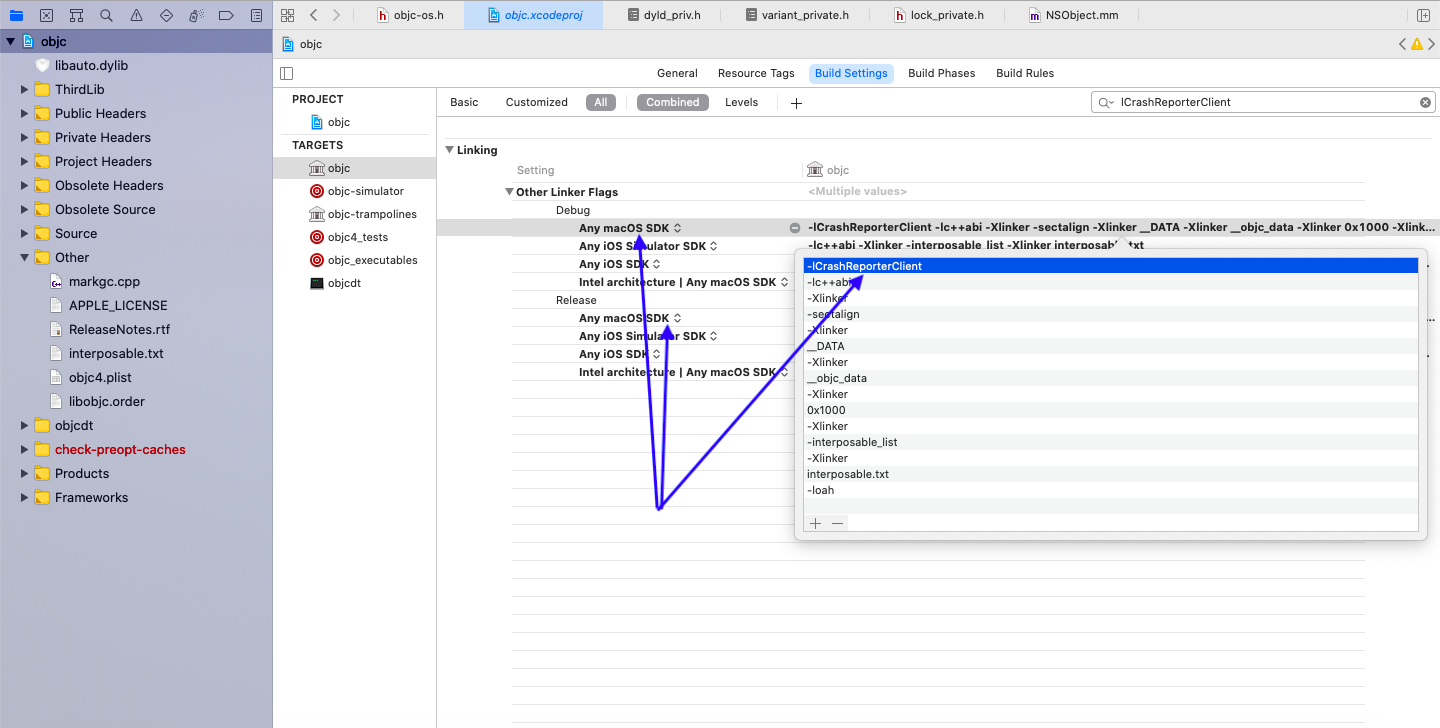 objc-os.h
objc.xcodeproj
dyld_priv.h
variant_private.h
lock_private.h
NSObject.mm
objc
objc
libauto.dylib
ThirdLib
Public Headers
Private Headers
Project Headers
Obsolete Headers
Obsolete Source
Source
Other
markgc.cpp
APPLE_LICENSE
ReleaseNotes.rtf
interposable.txt
objc4.plist
libobjc.order
objcdt
check-preopt-caches
Products
Frameworks
General Resource Tags Build Settings Build Phases Build Rules
PROJECT
objc
TARGETS
objc
objc-simulator
objc-trampolines
objc4_tests
objc_executables
objcdt
Basic Customized All Combined Levels
lCrashReporterClient
Linking
Setting objc
Other Linker Flags <Multiple values>
Debug
Any macOS SDK -lCrashReporterClient -lc++abi -Xlinker -sectalign -Xlinker __DATA -Xlinker __objc_data -Xlinker 0x1000 -Xlink...
Any iOS Simulator SDK -lc++abi -Xlinker -interposable_list -Xlinker interposable.txt
Any iOS SDK
Intel architecture | Any macOS SDK
Release
Any macOS SDK
Any iOS Simulator SDK
Any iOS SDK
Intel architecture | Any macOS SDK
-lCrashReporterClient
-lc++abi
-Xlinker
-sectalign
-Xlinker
__DATA
-Xlinker
__objc_data
-Xlinker
0x1000
-Xlinker
-interposable_list
-Xlinker
interposable.txt
-loah